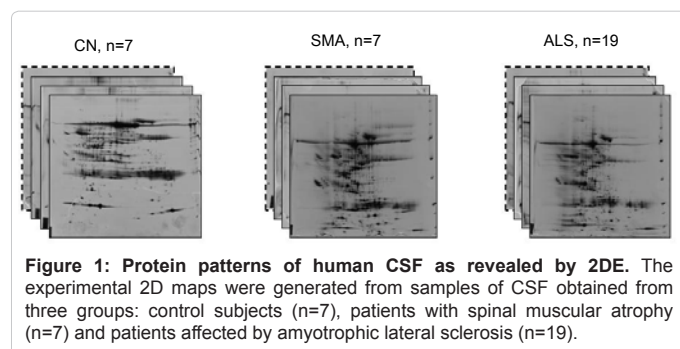 CN, n=7 SMA, n=7 ALS, n=19
Figure 1: Protein patterns of human CSF as revealed by 2DE. The
experimental 2D maps were generated from samples of CSF obtained from
three groups: control subjects (n=7), patients with spinal muscular atrophy
(n=7) and patients affected by amyotrophic lateral sclerosis (n=19).